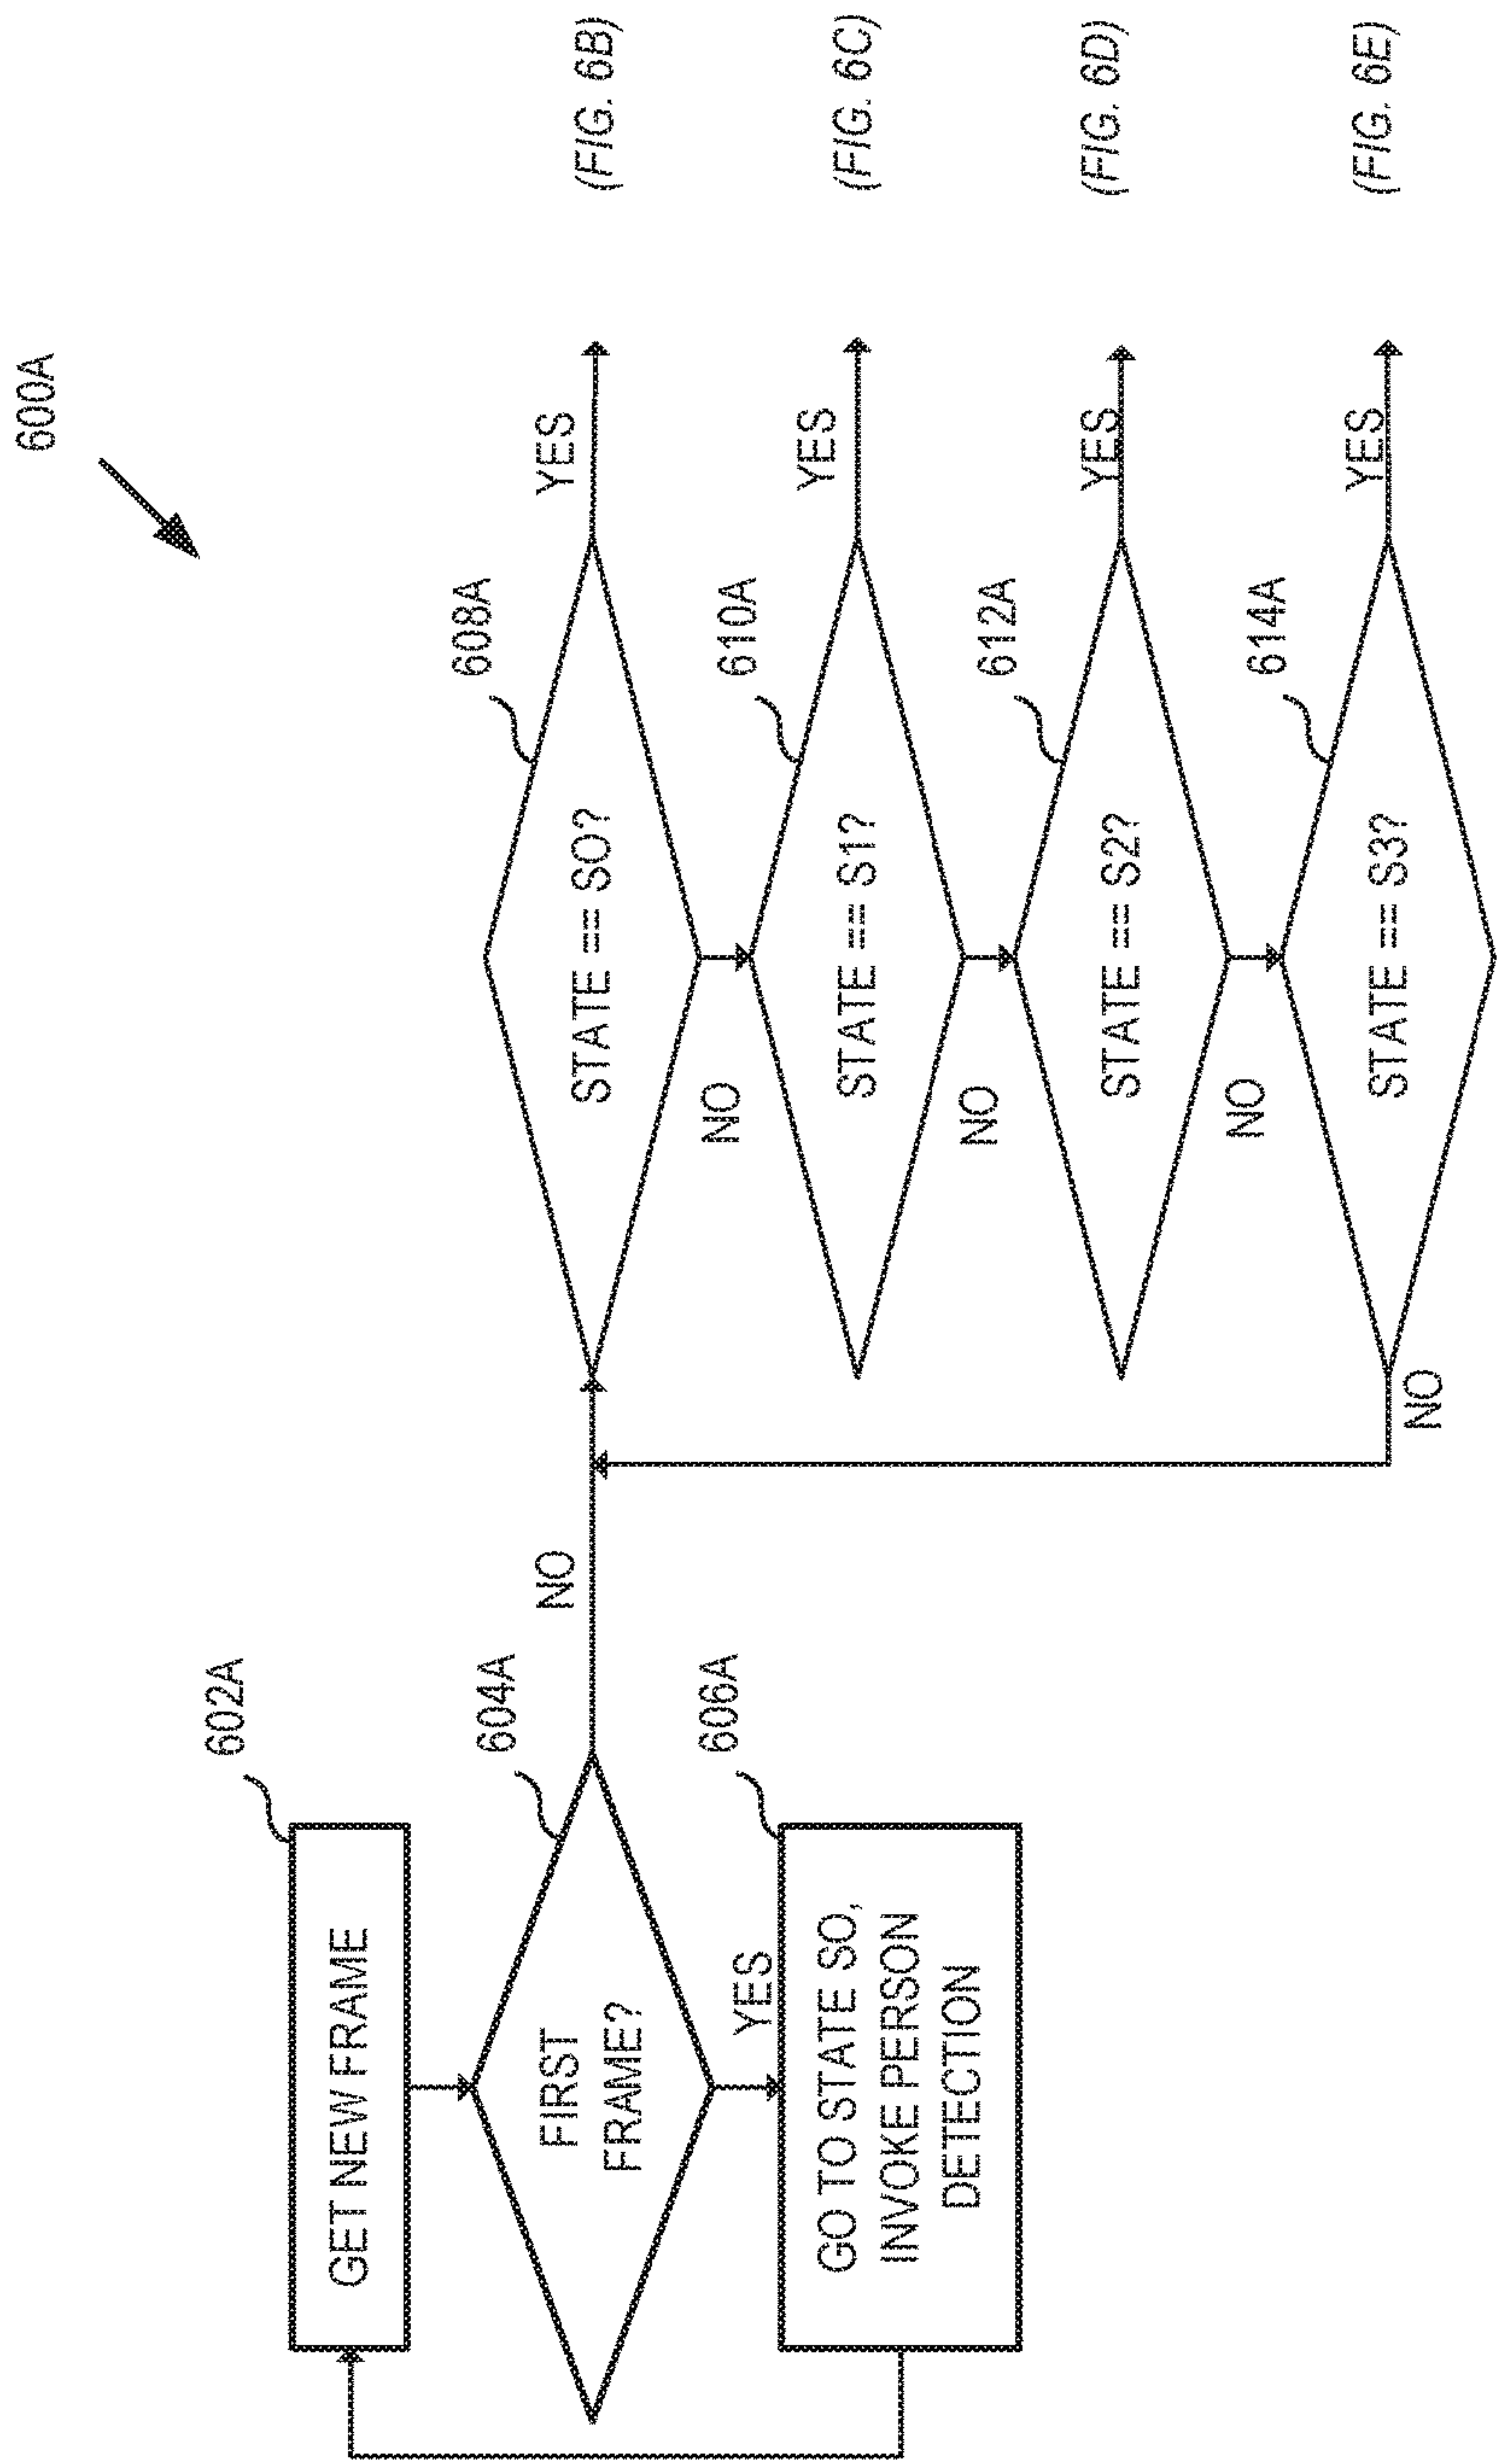 600A
602A
GET NEW FRAME
604A
FIRST
FRAME?
NO
YES
606A
GO TO STATE SO,
INVOKE PERSON
DETECTION
608A
STATE == SO?
YES
(FIG. 6B)
NO
610A
STATE == S1?
YES
(FIG. 6C)
NO
612A
STATE == S2?
YES
(FIG. 6D)
NO
614A
STATE == S3?
YES
(FIG. 6E)
NO